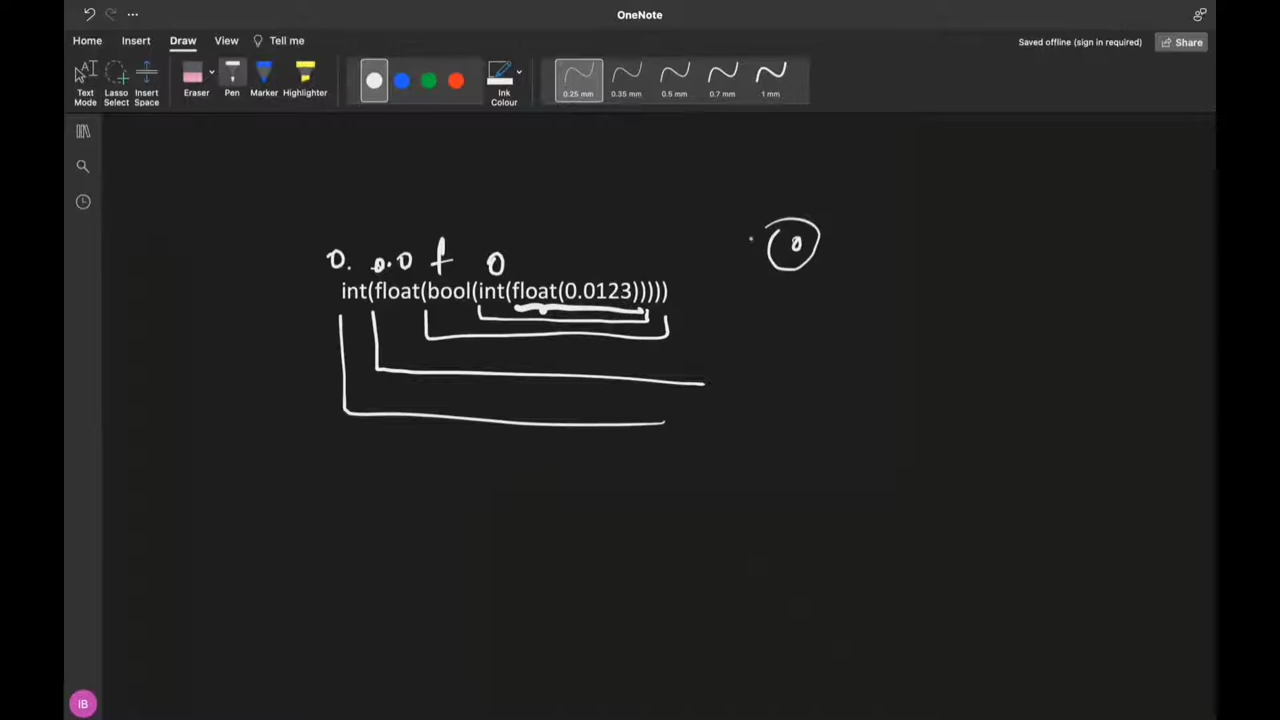 OneNote
Home Insert Draw View Tell me
Saved offline (sign in required) Share
Text Mode
Lasso Select
Insert Space
Eraser
Pen
Marker
Highlighter
Ink Colour
0.25 mm 0.35 mm 0.5 mm 0.7 mm 1 mm
0
0. 0.0 f 0
int(float(bool(int(float(0.0123)))))
IB